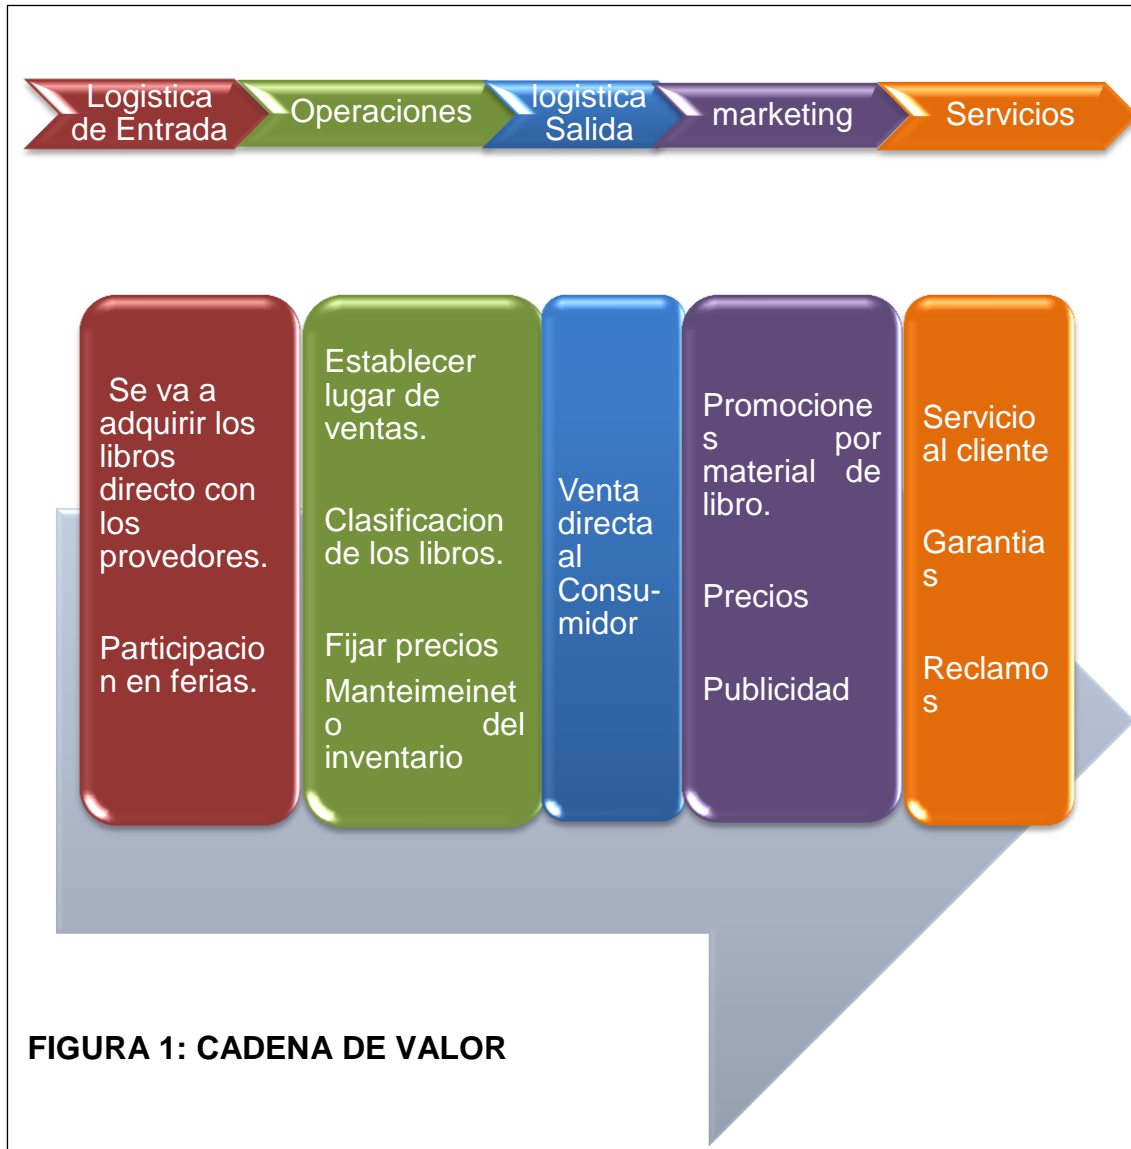 Logistica
de Entrada
Operaciones
logistica
Salida
marketing
Servicios
Se va a
adquirir los
libros
directo con
los
provedores.
Participacio
n en ferias.
Establecer
lugar de
ventas.
Clasificacion
de los libros.
Fijar precios
Manteimeinet
o del
inventario
Venta
directa
al
Consu-
midor
Promocione
s por
material de
libro.
Precios
Publicidad
Servicio
al cliente
Garantia
s
Reclamo
s
FIGURA 1: CADENA DE VALOR